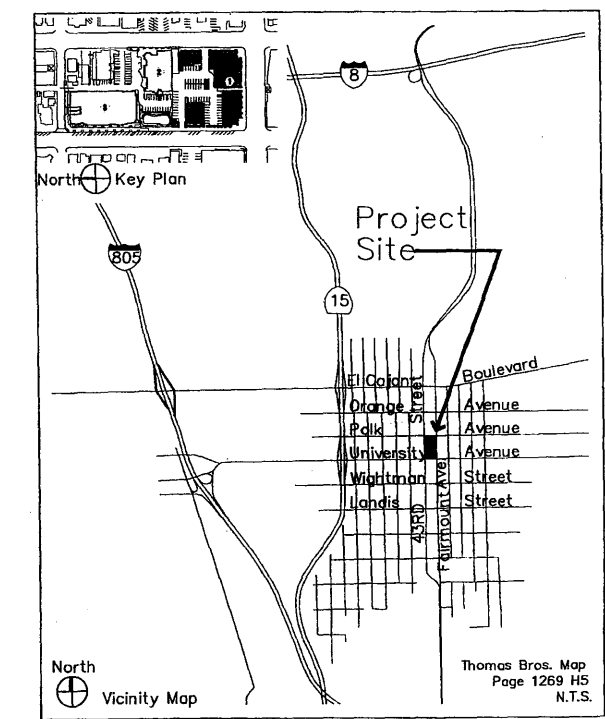 8
North Key Plan
805
Project
Site
15
El Cajon Boulevard
Orange Avenue
Polk Avenue
University Avenue
Wightman Street
Landis Street
43RD Street
Fairmount Ave
North
Vicinity Map
Thomas Bros. Map
Page 1269 H5
N.T.S.